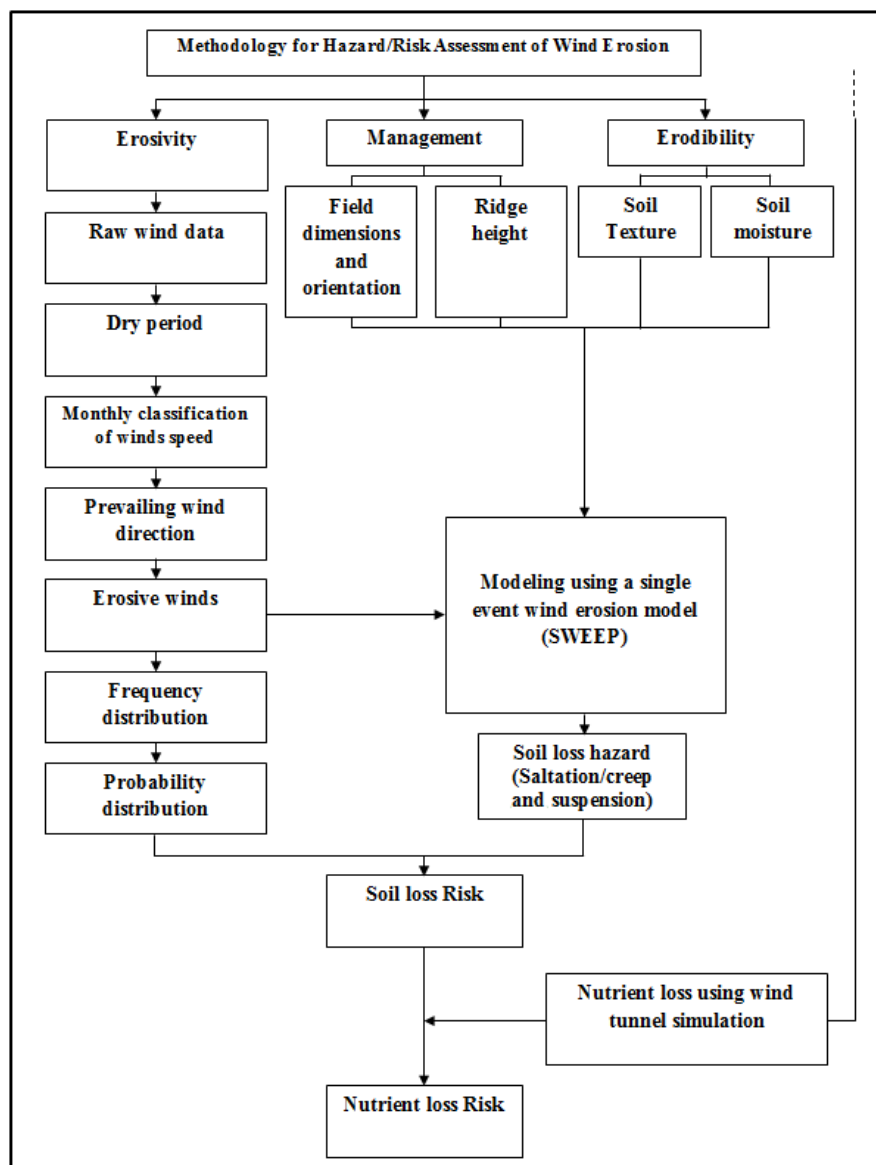 Methodology for Hazard/Risk Assessment of Wind Erosion
Erosivity
Management
Erodibility
Field
dimensions
and
orientation
Ridge
height
Soil
Texture
Soil
moisture
Raw wind data
Dry period
Monthly classification
of winds speed
Prevailing wind
direction
Erosive winds
Modeling using a single
event wind erosion model
(SWEEP)
Frequency
distribution
Probability
distribution
Soil loss hazard
(Saltation/creep
and suspension)
Soil loss Risk
Nutrient loss using wind
tunnel simulation
Nutrient loss Risk